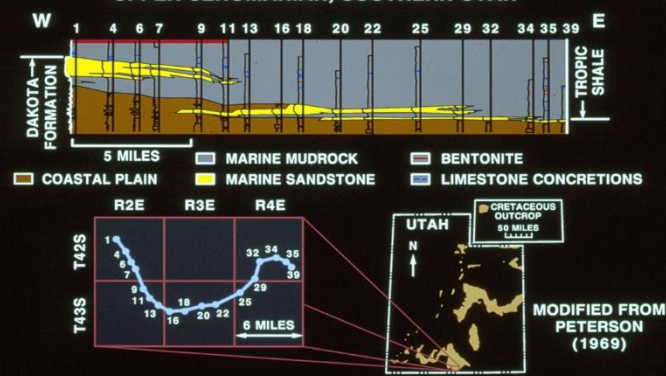 W 1 4 6 7 9 11 13 16 18 20 22 25 29 32 34 35 39 E
DAKOTA
FORMATION
TROPIC
SHALE
5 MILES
MARINE MUDROCK
BENTONITE
COASTAL PLAIN
MARINE SANDSTONE
LIMESTONE CONCRETIONS
R2E R3E R4E
T42S
T43S
1
4
6
7
9
11
13
16
18
20
22
25
29
32
34
35
39
6 MILES
UTAH
N
CRETACEOUS
OUTCROP
50 MILES
MODIFIED FROM
PETERSON
(1969)